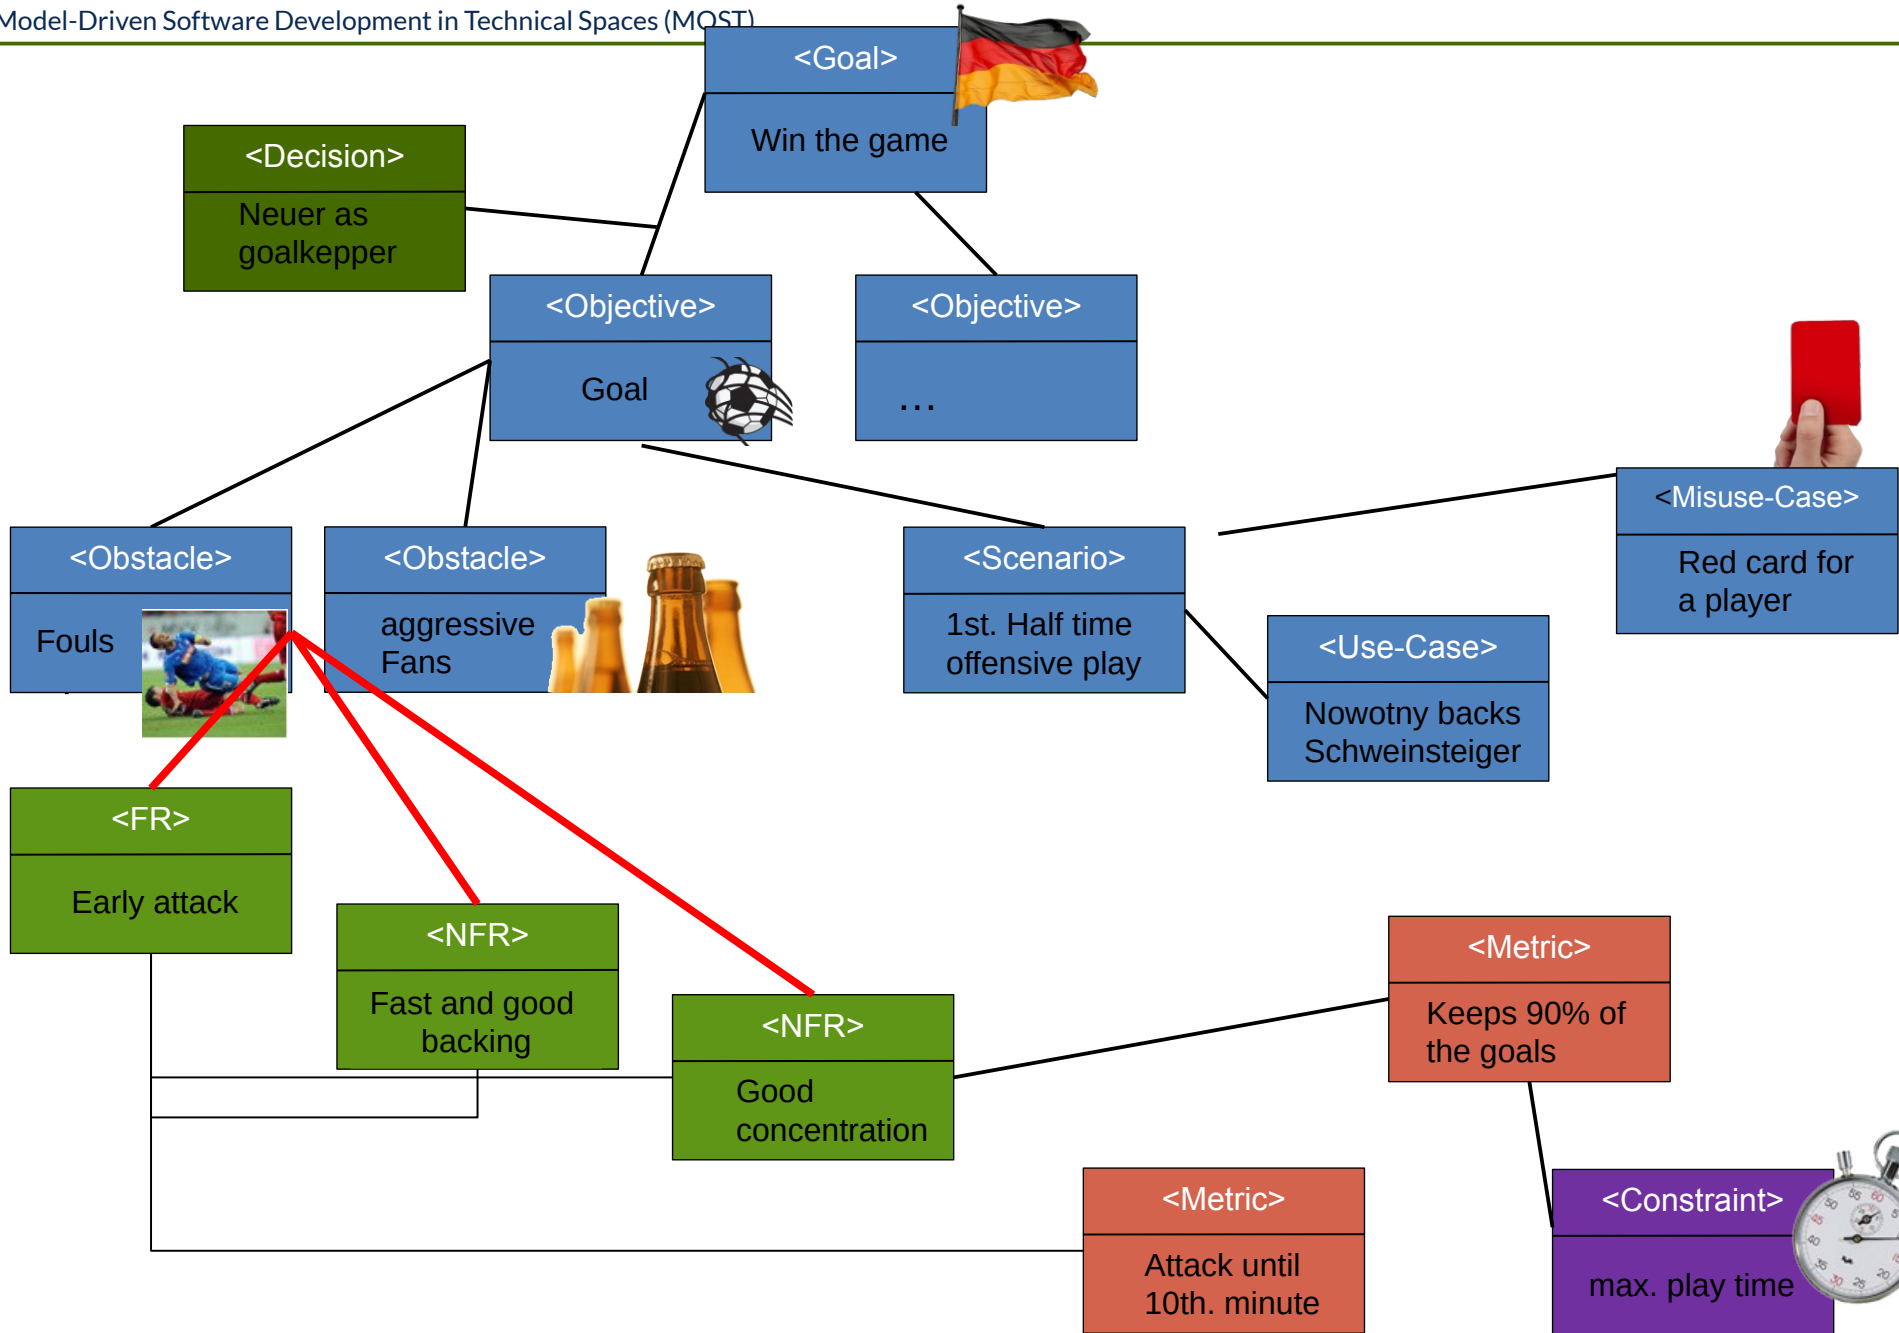 Model-Driven Software Development in Technical Spaces (MOST)
<Goal>
Win the game
<Decision>
Neuer as
goalkepper
<Objective>
Goal
<Objective>
...
<Misuse-Case>
Red card for
a player
<Obstacle>
Fouls
<Obstacle>
aggressive
Fans
<Scenario>
1st. Half time
offensive play
<Use-Case>
Nowotny backs
Schweinsteiger
<FR>
Early attack
<NFR>
Fast and good
backing
<NFR>
Good
concentration
<Metric>
Keeps 90% of
the goals
<Metric>
Attack until
10th. minute
<Constraint>
max. play time